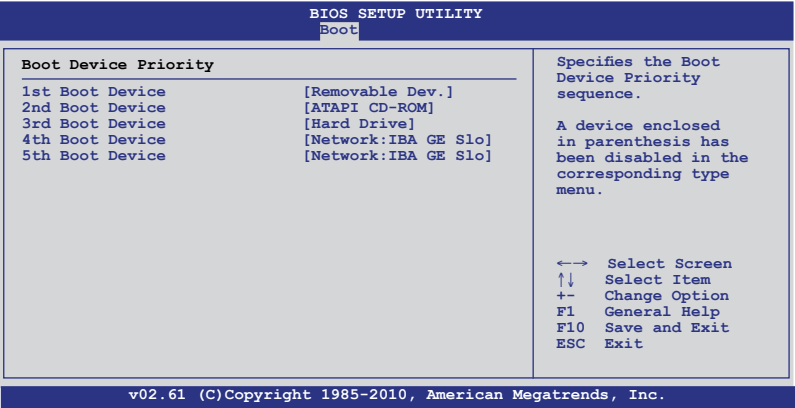 BIOS SETUP UTILITY
Boot
Boot Device Priority
1st Boot Device [Removable Dev.]
2nd Boot Device [ATAPI CD-ROM]
3rd Boot Device [Hard Drive]
4th Boot Device [Network:IBA GE Slo]
5th Boot Device [Network:IBA GE Slo]
Specifies the Boot
Device Priority
sequence.
A device enclosed
in parenthesis has
been disabled in the
corresponding type
menu.
←→ Select Screen
↑↓ Select Item
+- Change Option
F1 General Help
F10 Save and Exit
ESC Exit
v02.61 (C)Copyright 1985-2010, American Megatrends, Inc.